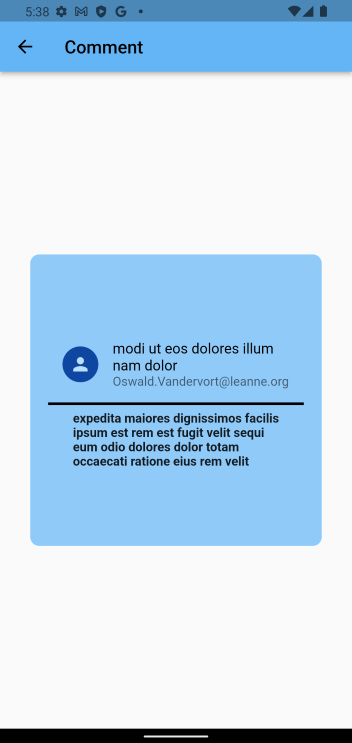 5:38
Comment
modi ut eos dolores illum
nam dolor
Oswald.Vandervort@leanne.org
expedita maiores dignissimos facilis
ipsum est rem est fugit velit sequi
eum odio dolores dolor totam
occaecati ratione eius rem velit